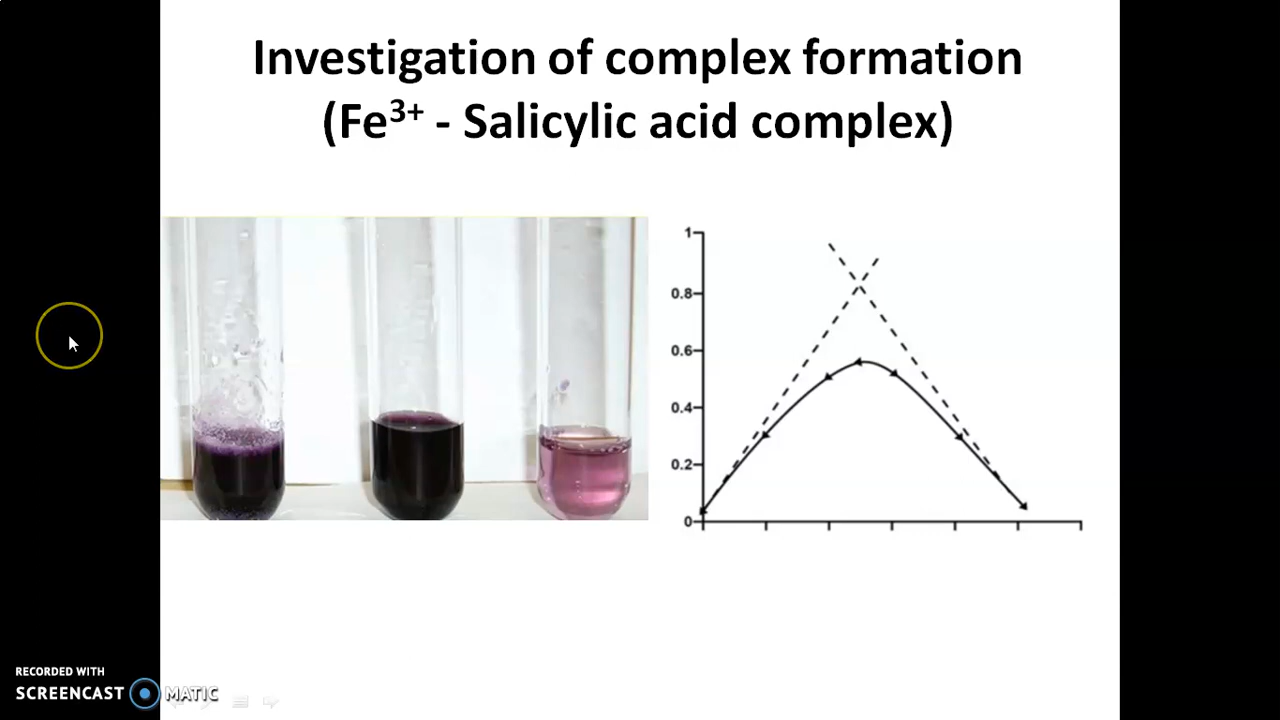 Investigation of complex formation
(Fe³⁺ - Salicylic acid complex)
1
0.8
0.6
0.4
0.2
0
RECORDED WITH
SCREENCAST MATIC